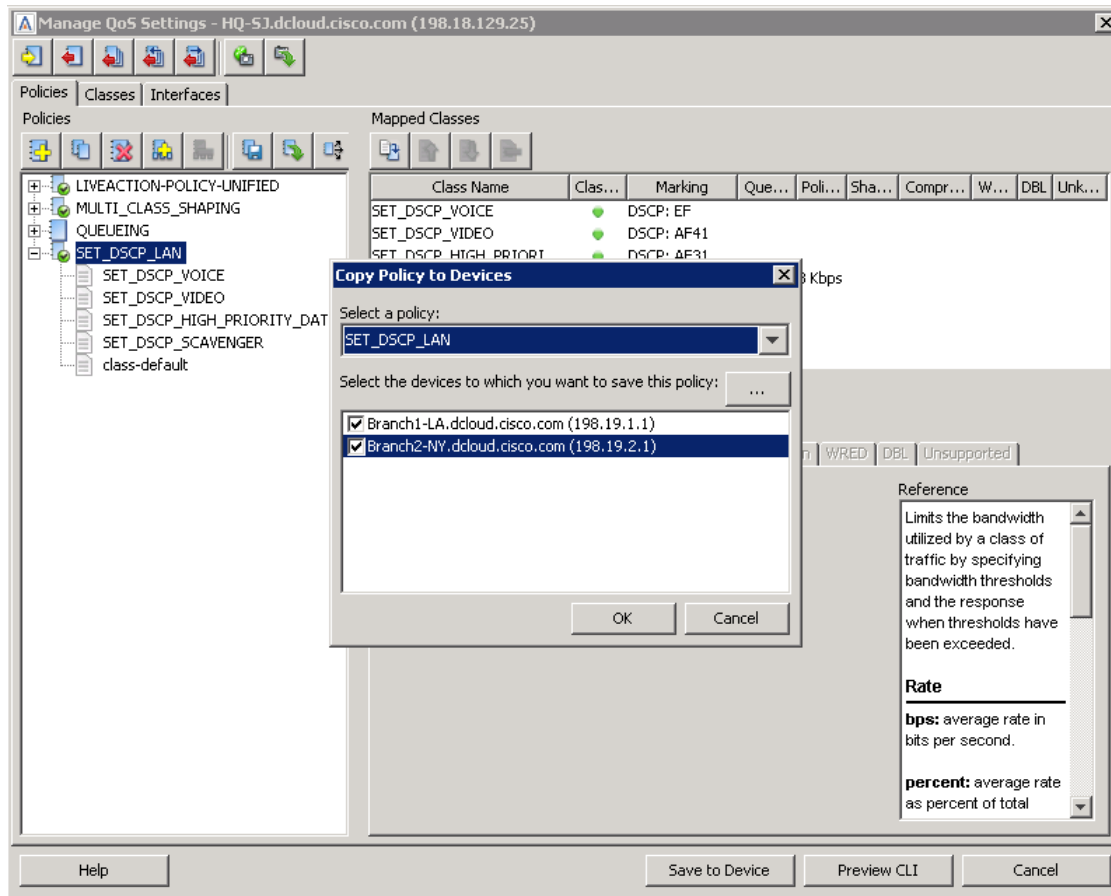 Manage QoS Settings - HQ-SJ.dcloud.cisco.com (198.18.129.25)
Policies Classes Interfaces
Policies
LIVEACTION-POLICY-UNIFIED
MULTI_CLASS_SHAPING
QUEUEING
SET_DSCP_LAN
SET_DSCP_VOICE
SET_DSCP_VIDEO
SET_DSCP_HIGH_PRIORITY_DAT
SET_DSCP_SCAVENGER
class-default
Mapped Classes
Class Name Clas... Marking Que... Poli... Sha... Compr... W... DBL Unk...
SET_DSCP_VOICE DSCP: EF
SET_DSCP_VIDEO DSCP: AF41
SET_DSCP_HIGH_PRIORI... DSCP: AF31
Kbps
Copy Policy to Devices
Select a policy:
SET_DSCP_LAN
Select the devices to which you want to save this policy: ...
Branch1-LA.dcloud.cisco.com (198.19.1.1)
Branch2-NY.dcloud.cisco.com (198.19.2.1)
OK Cancel
WRED DBL Unsupported
Reference
Limits the bandwidth
utilized by a class of
traffic by specifying
bandwidth thresholds
and the response
when thresholds have
been exceeded.
Rate
bps: average rate in
bits per second.
percent: average rate
as percent of total
Help Save to Device Preview CLI Cancel